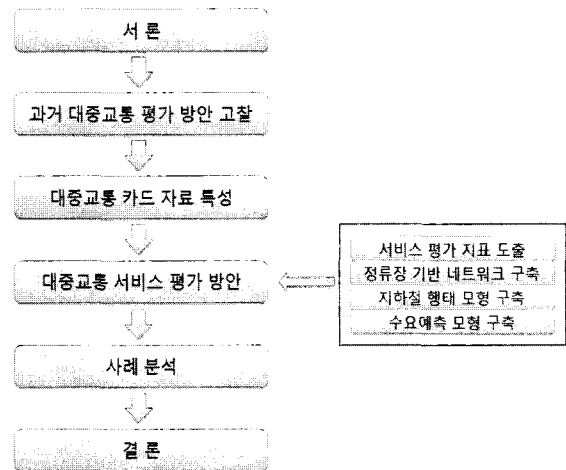 서 론
과거 대중교통 평가 방안 고찰
대중교통 카드 자료 특성
대중교통 서비스 평가 방안
서비스 평가 지표 도출
정류장 기반 네트워크 구축
지하철 행태 모형 구축
수요예측 모형 구축
사례 분석
결 론